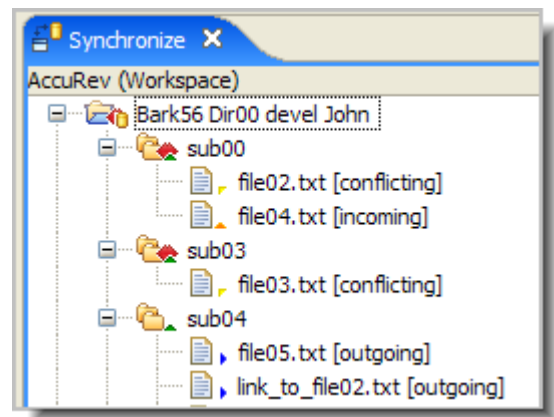 Synchronize
AccuRev (Workspace)
Bark56 Dir00 devel John
sub00
file02.txt [conflicting]
file04.txt [incoming]
sub03
file03.txt [conflicting]
sub04
file05.txt [outgoing]
link_to_file02.txt [outgoing]